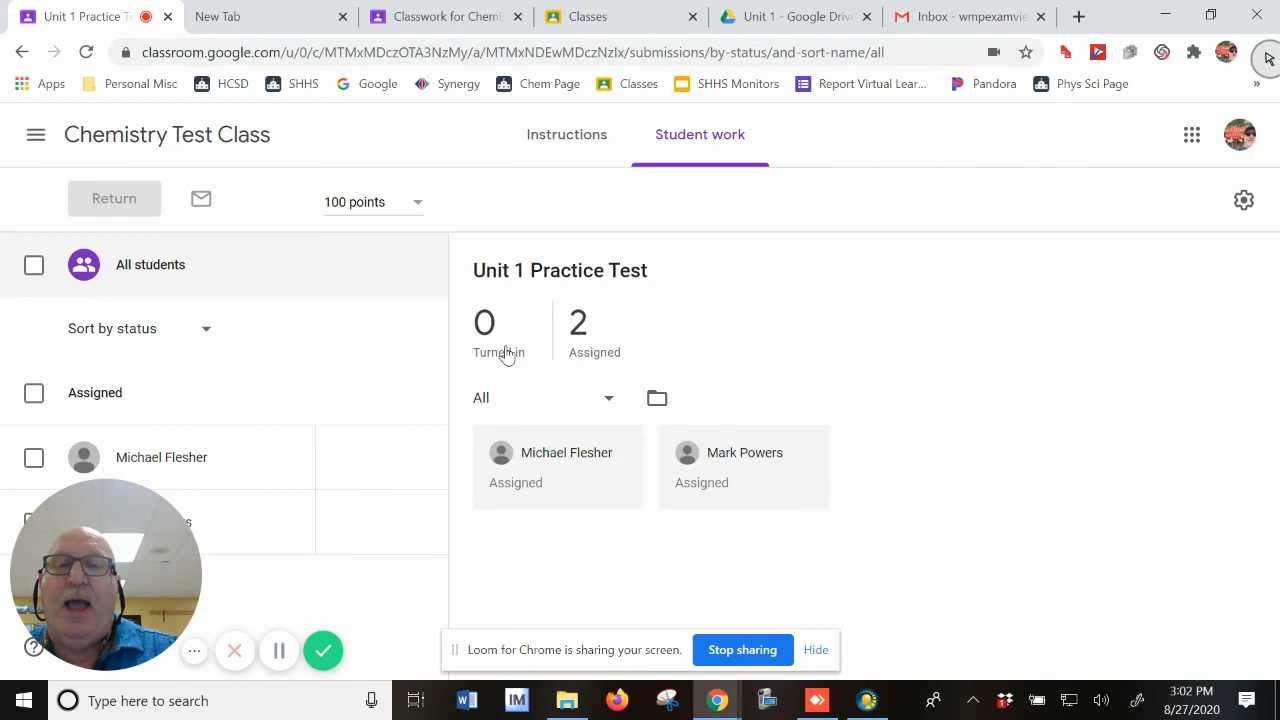 Unit 1 Practice Te
New Tab
Classwork for Chemi
Classes
Unit 1 - Google Driv
Inbox - wmpexamvie
classroom.google.com/u/0/c/MTMxMDczOTA3NzMy/a/MTMxNDEwMDczNzIx/submissions/by-status/and-sort-name/all
Apps
Personal Misc
HCSD
SHHS
Google
Synergy
Chem Page
Classes
SHHS Monitors
Report Virtual Lear...
Pandora
Phys Sci Page
»
Chemistry Test Class
Instructions
Student work
Return
100 points
All students
Sort by status
Assigned
Michael Flesher
s
Unit 1 Practice Test
0
Turned in
2
Assigned
All
Michael Flesher
Assigned
Mark Powers
Assigned
Loom for Chrome is sharing your screen.
Stop sharing
Hide
Type here to search
W
IM
3:02 PM
8/27/2020